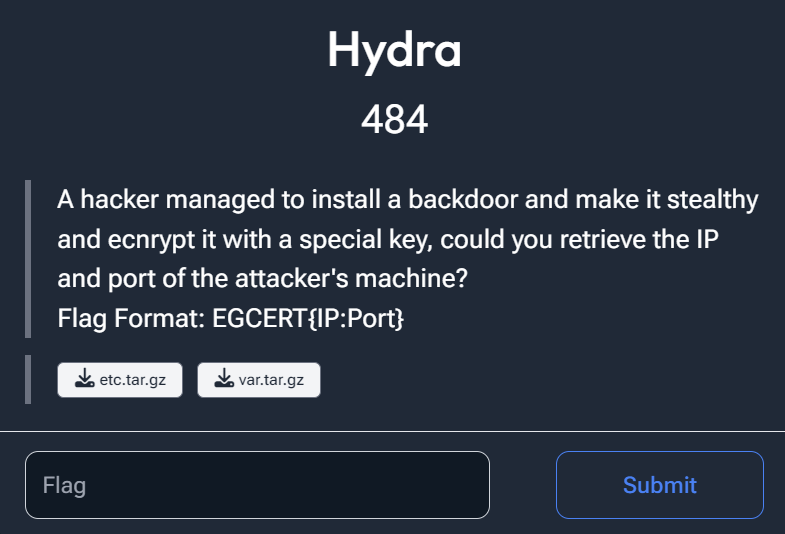 Hydra
484
A hacker managed to install a backdoor and make it stealthy
and ecnrypt it with a special key, could you retrieve the IP
and port of the attacker's machine?
Flag Format: EGCERT{IP:Port}
etc.tar.gz var.tar.gz
Flag Submit